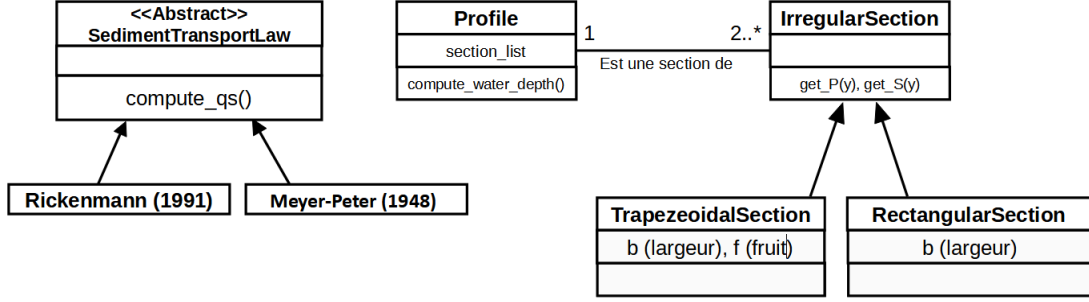 <<Abstract>>
SedimentTransportLaw
compute_qs()
Rickenmann (1991)
Meyer-Peter (1948)
Profile
section_list
compute_water_depth()
1
2..*
Est une section de
IrregularSection
get_P(y), get_S(y)
TrapezeoidalSection
b (largeur), f (fruit)
RectangularSection
b (largeur)